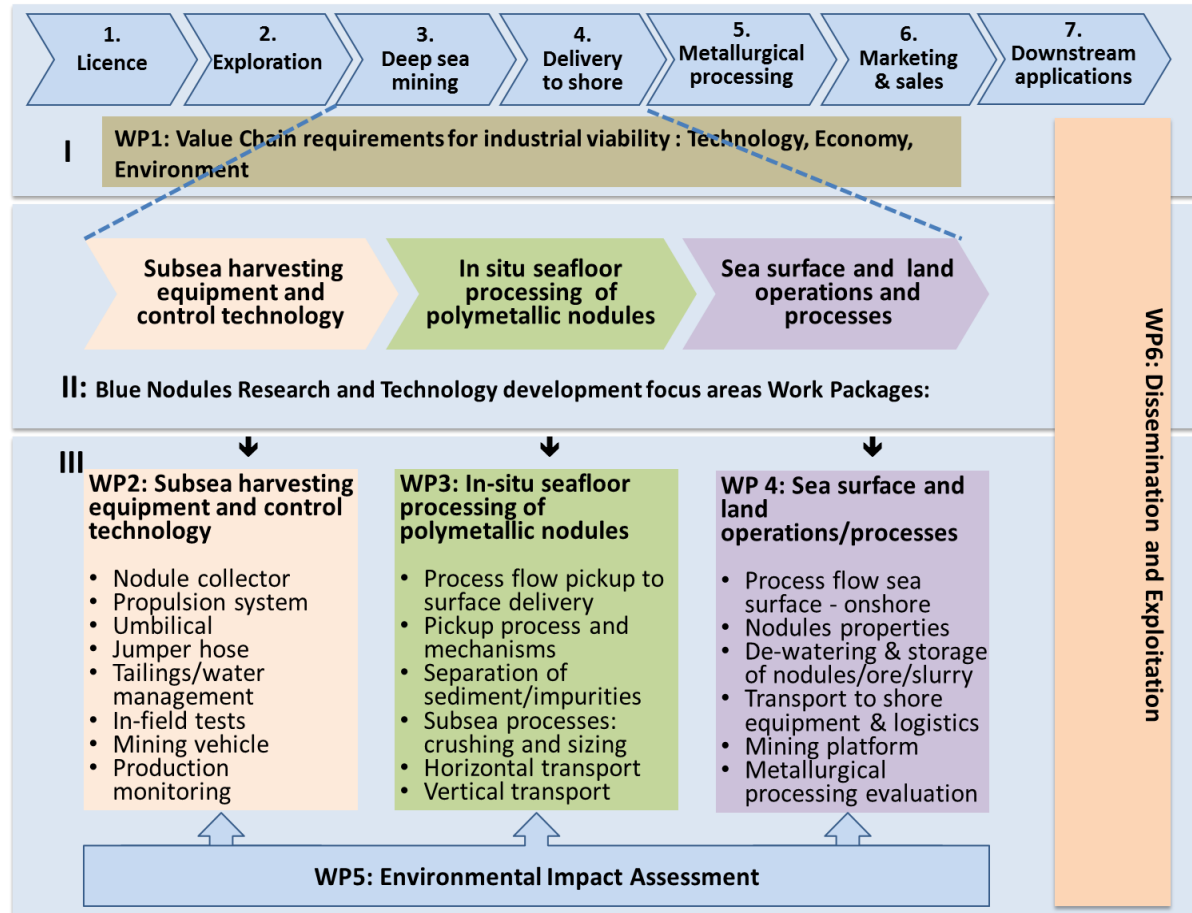 1.
Licence
2.
Exploration
3.
Deep sea
mining
4.
Delivery
to shore
5.
Metallurgical
processing
6.
Marketing
& sales
7.
Downstream
applications
I
WP1: Value Chain requirements for industrial viability : Technology, Economy,
Environment
Subsea harvesting
equipment and
control technology
In situ seafloor
processing of
polymetallic nodules
Sea surface and land
operations and
processes
II: Blue Nodules Research and Technology development focus areas Work Packages:
III
WP2: Subsea harvesting
equipment and control
technology
• Nodule collector
• Propulsion system
• Umbilical
• Jumper hose
• Tailings/water
management
• In-field tests
• Mining vehicle
• Production
monitoring
WP3: In-situ seafloor
processing of
polymetallic nodules
• Process flow pickup to
surface delivery
• Pickup process and
mechanisms
• Separation of
sediment/impurities
• Subsea processes:
crushing and sizing
• Horizontal transport
• Vertical transport
WP 4: Sea surface and
land
operations/processes
• Process flow sea
surface - onshore
• Nodules properties
• De-watering & storage
of nodules/ore/slurry
• Transport to shore
equipment & logistics
• Mining platform
• Metallurgical
processing evaluation
WP5: Environmental Impact Assessment
WP6: Dissemination and Exploitation